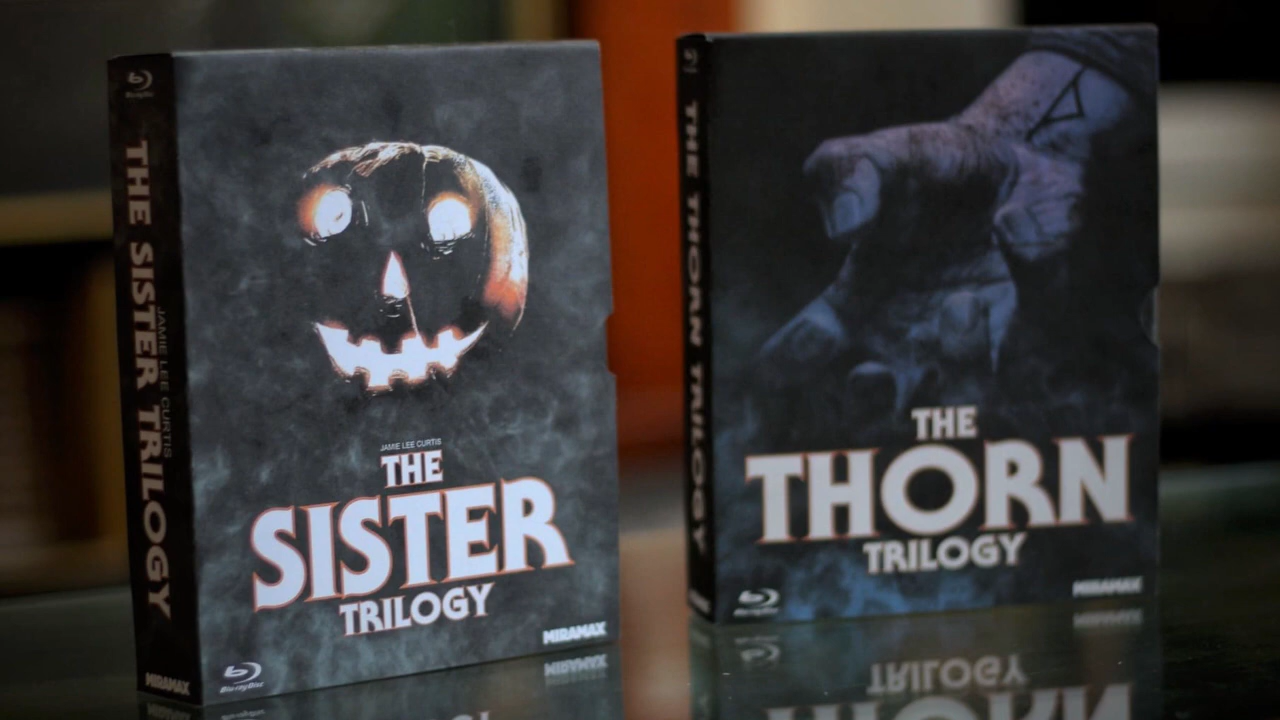 Blu-ray Disc
THE SISTER TRILOGY
JAMIE LEE CURTIS
MIRAMAX
JAMIE LEE CURTIS
THE
SISTER
TRILOGY
Blu-ray Disc
MIRAMAX
THE THORN TRILOGY
THE
THORN
TRILOGY
MIRAMAX